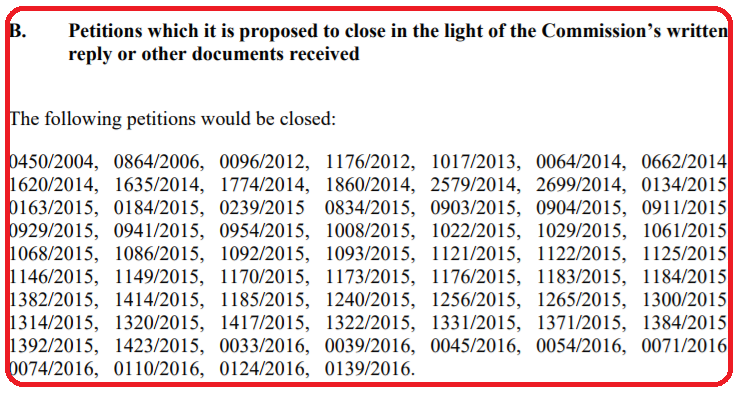 B. Petitions which it is proposed to close in the light of the Commission’s written
reply or other documents received
The following petitions would be closed:
0450/2004, 0864/2006, 0096/2012, 1176/2012, 1017/2013, 0064/2014, 0662/2014
1620/2014, 1635/2014, 1774/2014, 1860/2014, 2579/2014, 2699/2014, 0134/2015
0163/2015, 0184/2015, 0239/2015 0834/2015, 0903/2015, 0904/2015, 0911/2015
0929/2015, 0941/2015, 0954/2015, 1008/2015, 1022/2015, 1029/2015, 1061/2015
1068/2015, 1086/2015, 1092/2015, 1093/2015, 1121/2015, 1122/2015, 1125/2015
1146/2015, 1149/2015, 1170/2015, 1173/2015, 1176/2015, 1183/2015, 1184/2015
1382/2015, 1414/2015, 1185/2015, 1240/2015, 1256/2015, 1265/2015, 1300/2015
1314/2015, 1320/2015, 1417/2015, 1322/2015, 1331/2015, 1371/2015, 1384/2015
1392/2015, 1423/2015, 0033/2016, 0039/2016, 0045/2016, 0054/2016, 0071/2016
0074/2016, 0110/2016, 0124/2016, 0139/2016.